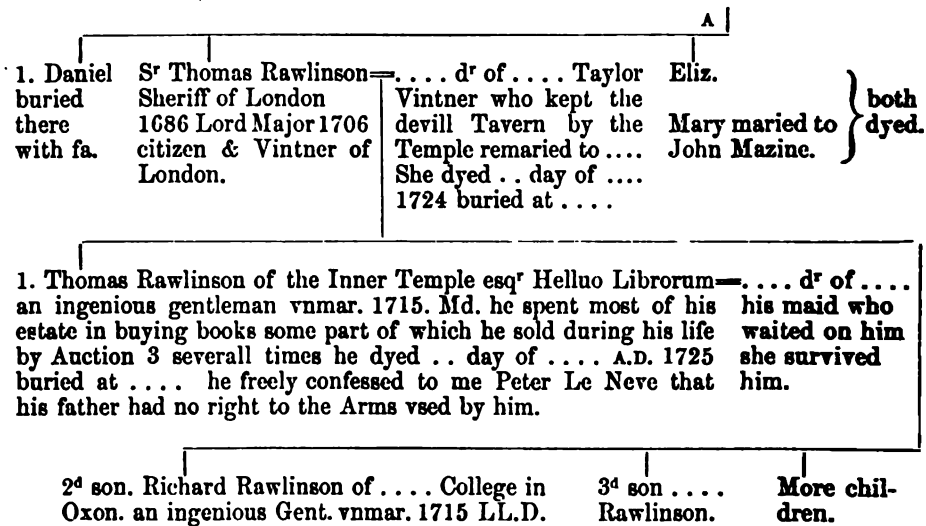 A
1. Daniel
buried
there
with fa.
Sʳ Thomas Rawlinson=
Sheriff of London
1686 Lord Major 1706
citizen & Vintner of
London.
.... dʳ of .... Taylor
Vintner who kept the
devill Tavern by the
Temple remaried to ....
She dyed .. day of ....
1724 buried at ....
Eliz.
Mary maried to
John Mazine.
both
dyed.
1. Thomas Rawlinson of the Inner Temple esqʳ Helluo Librorum=
an ingenious gentleman vnmar. 1715. Md. he spent most of his
estate in buying books some part of which he sold during his life
by Auction 3 severall times he dyed .. day of .... A.D. 1725
buried at .... he freely confessed to me Peter Le Neve that
his father had no right to the Arms vsed by him.
.... dʳ of ....
his maid who
waited on him
she survived
him.
2ᵈ son. Richard Rawlinson of .... College in
Oxon. an ingenious Gent. vnmar. 1715 LL.D.
3ᵈ son ....
Rawlinson.
More chil-
dren.